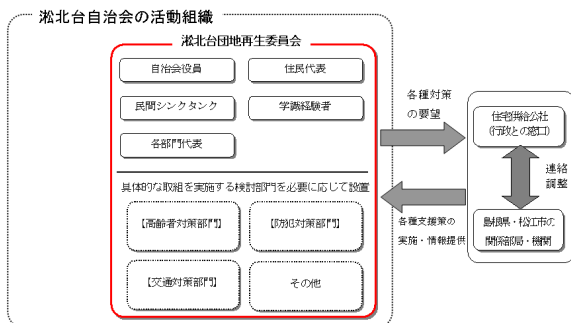 淞北台自治会の活動組織
淞北台団地再生委員会
自治会役員
住民代表
民間シンクタンク
学識経験者
各部門代表
具体的な取組を実施する検討部門を必要に応じて設置
【高齢者対策部門】
【防犯対策部門】
【交通対策部門】
その他
各種対策
の要望
各種支援策の
実施・情報提供
住宅供給公社
(行政との窓口)
連絡
調整
島根県・松江市の
関係部局・機関